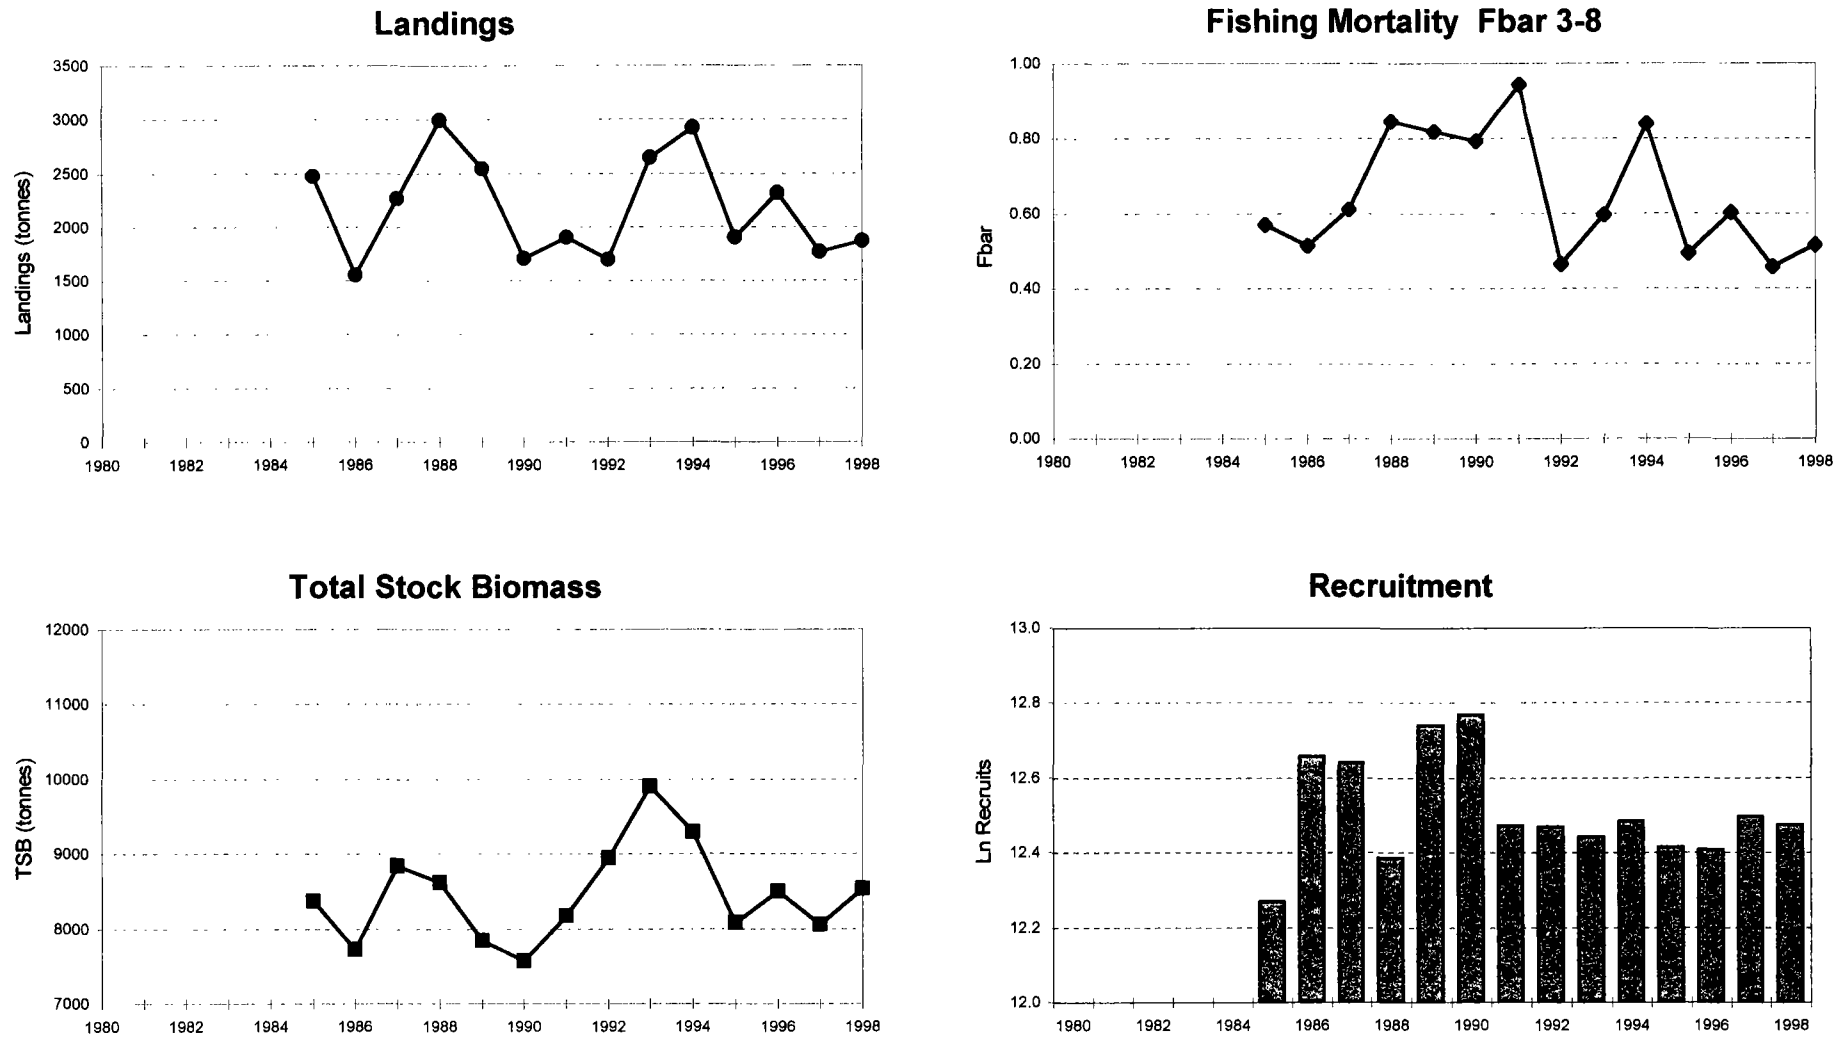 Landings
3500
3000
2500
2000
1500
1000
500
0
Landings (tonnes)
1980 1982 1984 1986 1988 1990 1992 1994 1996 1998
Fishing Mortality Fbar 3-8
1.00
0.80
0.60
0.40
0.20
0.00
Fbar
1980 1982 1984 1986 1988 1990 1992 1994 1996 1998
Total Stock Biomass
12000
11000
10000
9000
8000
7000
TSB (tonnes)
1980 1982 1984 1986 1988 1990 1992 1994 1996 1998
Recruitment
13.0
12.8
12.6
12.4
12.2
12.0
Ln Recruits
1980 1982 1984 1986 1988 1990 1992 1994 1996 1998